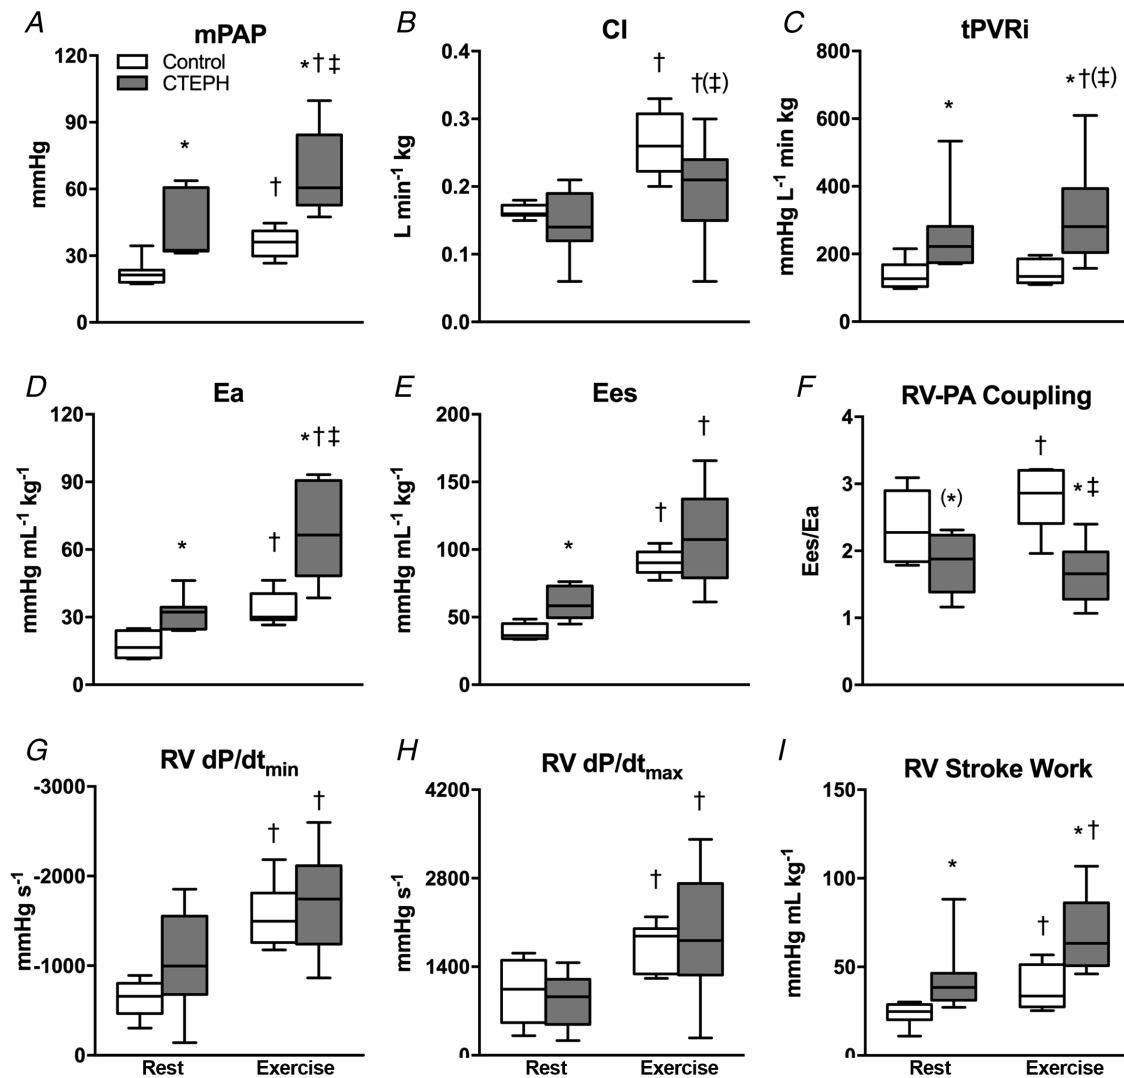 A
mPAP
Control
CTEPH
120
90
60
30
0
mmHg
*
†
*†‡
B
CI
0.4
0.3
0.2
0.1
0.0
L min-1 kg
†
†(‡)
C
tPVRi
800
600
400
200
0
mmHg L-1 min kg
*
*†(‡)
D
Ea
120
90
60
30
0
mmHg mL-1 kg-1
*
†
*†‡
E
Ees
200
150
100
50
0
mmHg mL-1 kg-1
*
†
†
F
RV-PA Coupling
4
3
2
1
0
Ees/Ea
(*)
†
*‡
G
RV dP/dtmin
-3000
-2000
-1000
0
mmHg s-1
†
†
Rest
Exercise
H
RV dP/dtmax
4200
2800
1400
0
mmHg s-1
†
†
Rest
Exercise
I
RV Stroke Work
150
100
50
0
mmHg mL kg-1
*
†
*†
Rest
Exercise